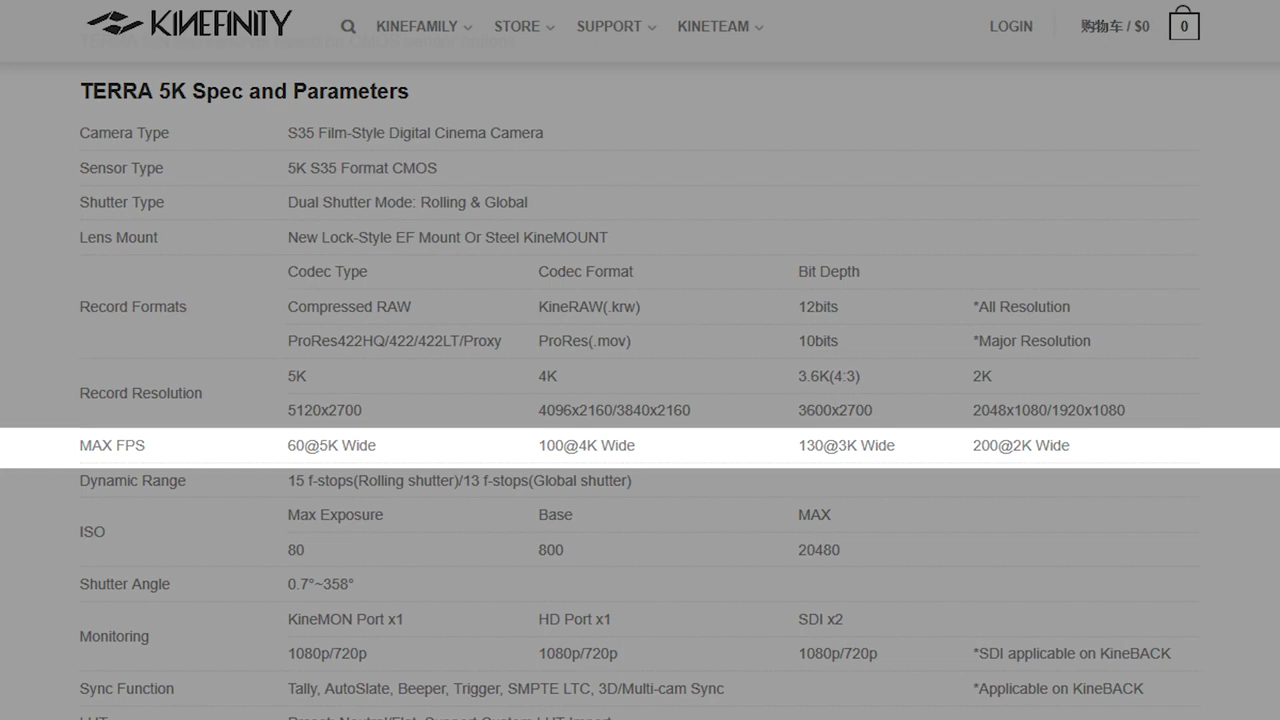 KINEFINITY KINEFAMILY STORE SUPPORT KINETEAM LOGIN 购物车 / $0 0
TERRA 5K Spec and Parameters
Camera Type S35 Film-Style Digital Cinema Camera
Sensor Type 5K S35 Format CMOS
Shutter Type Dual Shutter Mode: Rolling & Global
Lens Mount New Lock-Style EF Mount Or Steel KineMOUNT
Codec Type Codec Format Bit Depth
Record Formats Compressed RAW KineRAW(.krw) 12bits *All Resolution
ProRes422HQ/422/422LT/Proxy ProRes(.mov) 10bits *Major Resolution
5K 4K 3.6K(4:3) 2K
Record Resolution
5120x2700 4096x2160/3840x2160 3600x2700 2048x1080/1920x1080
MAX FPS 60@5K Wide 100@4K Wide 130@3K Wide 200@2K Wide
Dynamic Range 15 f-stops(Rolling shutter)/13 f-stops(Global shutter)
Max Exposure Base MAX
ISO
80 800 20480
Shutter Angle 0.7°~358°
KineMON Port x1 HD Port x1 SDI x2
Monitoring
1080p/720p 1080p/720p 1080p/720p *SDI applicable on KineBACK
Sync Function Tally, AutoSlate, Beeper, Trigger, SMPTE LTC, 3D/Multi-cam Sync *Applicable on KineBACK